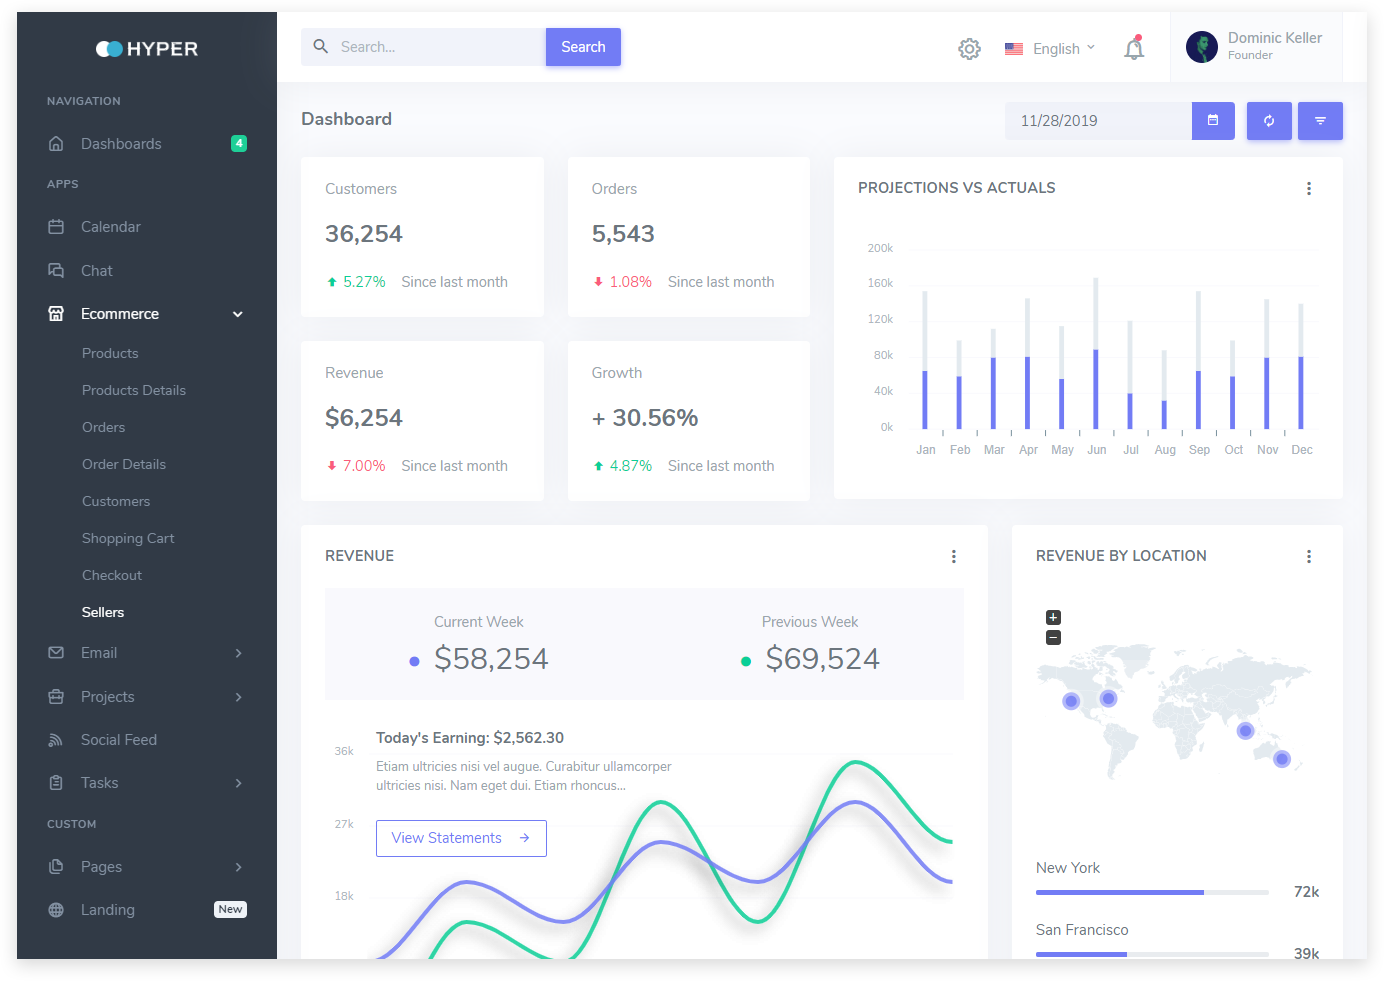 HYPER
Search...
Search
English
Dominic Keller
Founder
NAVIGATION
Dashboards
4
APPS
Calendar
Chat
Ecommerce
Products
Products Details
Orders
Order Details
Customers
Shopping Cart
Checkout
Sellers
Email
Projects
Social Feed
Tasks
CUSTOM
Pages
Landing
New
Dashboard
11/28/2019
Customers
36,254
5.27% Since last month
Orders
5,543
1.08% Since last month
Revenue
$6,254
7.00% Since last month
Growth
+ 30.56%
4.87% Since last month
PROJECTIONS VS ACTUALS
200k
160k
120k
80k
40k
0k
Jan Feb Mar Apr May Jun Jul Aug Sep Oct Nov Dec
REVENUE
Current Week
$58,254
Previous Week
$69,524
Today's Earning: $2,562.30
Etiam ultricies nisi vel augue. Curabitur ullamcorper
ultricies nisi. Nam eget dui. Etiam rhoncus...
View Statements
36k
27k
18k
REVENUE BY LOCATION
+
−
New York
72k
San Francisco
39k